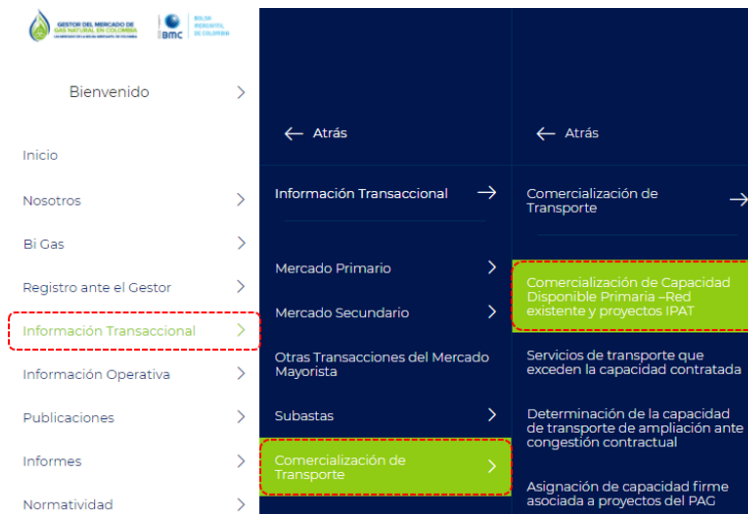 GESTOR DEL MERCADO DE
GAS NATURAL EN COLOMBIA
BMC
BOLSA
MERCANTIL
DE COLOMBIA
Bienvenido
Inicio
Nosotros
Bi Gas
Registro ante el Gestor
Información Transaccional
Información Operativa
Publicaciones
Informes
Normatividad
Atrás
Información Transaccional
Mercado Primario
Mercado Secundario
Otras Transacciones del Mercado
Mayorista
Subastas
Comercialización de
Transporte
Atrás
Comercialización de
Transporte
Comercialización de Capacidad
Disponible Primaria –Red
existente y proyectos IPAT
Servicios de transporte que
exceden la capacidad contratada
Determinación de la capacidad
de transporte de ampliación ante
congestión contractual
Asignación de capacidad firme
asociada a proyectos del PAG